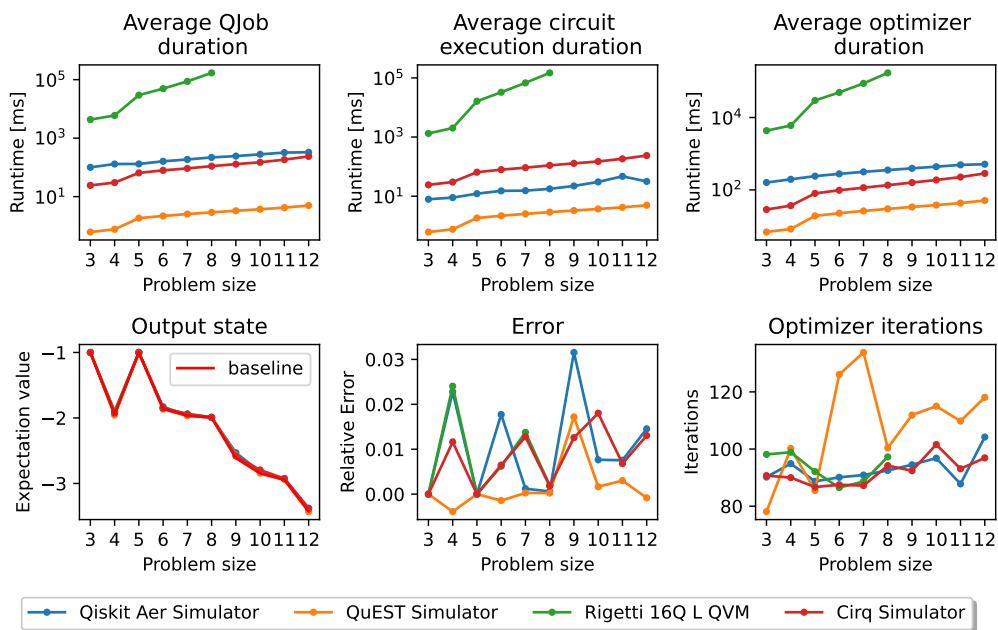 Average QJob
duration
Average circuit
execution duration
Average optimizer
duration
Runtime [ms]
10^5
10^3
10^1
3 4 5 6 7 8 9 10 11 12
Problem size
Runtime [ms]
10^5
10^3
10^1
3 4 5 6 7 8 9 10 11 12
Problem size
Runtime [ms]
10^4
10^2
3 4 5 6 7 8 9 10 11 12
Problem size
Output state
Expectation value
−1
−2
−3
baseline
3 4 5 6 7 8 9 10 11 12
Problem size
Error
Relative Error
0.03
0.02
0.01
0.00
3 4 5 6 7 8 9 10 11 12
Problem size
Optimizer iterations
Iterations
120
100
80
3 4 5 6 7 8 9 10 11 12
Problem size
Qiskit Aer Simulator QuEST Simulator Rigetti 16Q L QVM Cirq Simulator